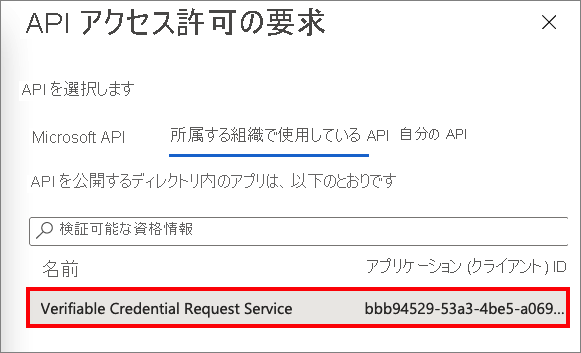 API アクセス許可の要求
API を選択します
Microsoft API 所属する組織で使用している API 自分の API
API を公開するディレクトリ内のアプリは、以下のとおりです
検証可能な資格情報
名前 アプリケーション (クライアント) ID
Verifiable Credential Request Service bbb94529-53a3-4be5-a069...